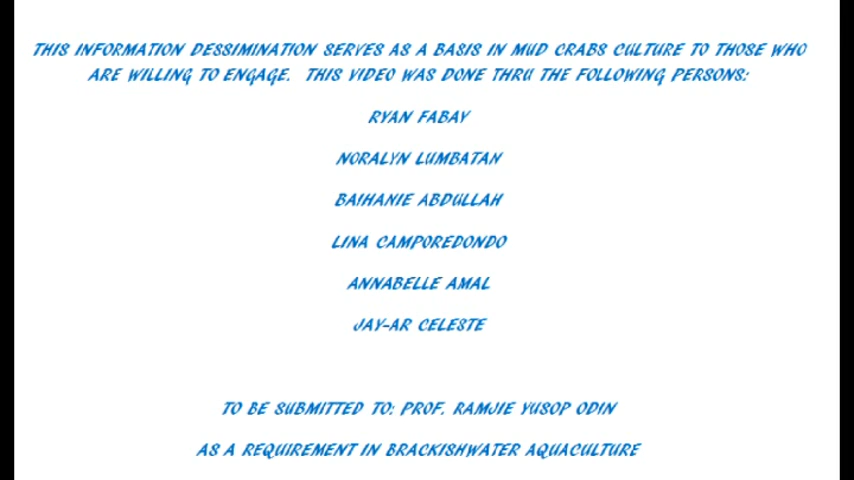 THIS INFORMATION DESSIMINATION SERVES AS A BASIS IN MUD CRABS CULTURE TO THOSE WHO
ARE WILLING TO ENGAGE. THIS VIDEO WAS DONE THRU THE FOLLOWING PERSONS:
RYAN FABAY
NORALYN LUMBATAN
BAIHANIE ABDULLAH
LINA CAMPOREDONDO
ANNABELLE AMAL
JAY-AR CELESTE
TO BE SUBMITTED TO: PROF. RAMJIE YUSOP ODIN
AS A REQUIREMENT IN BRACKISHWATER AQUACULTURE